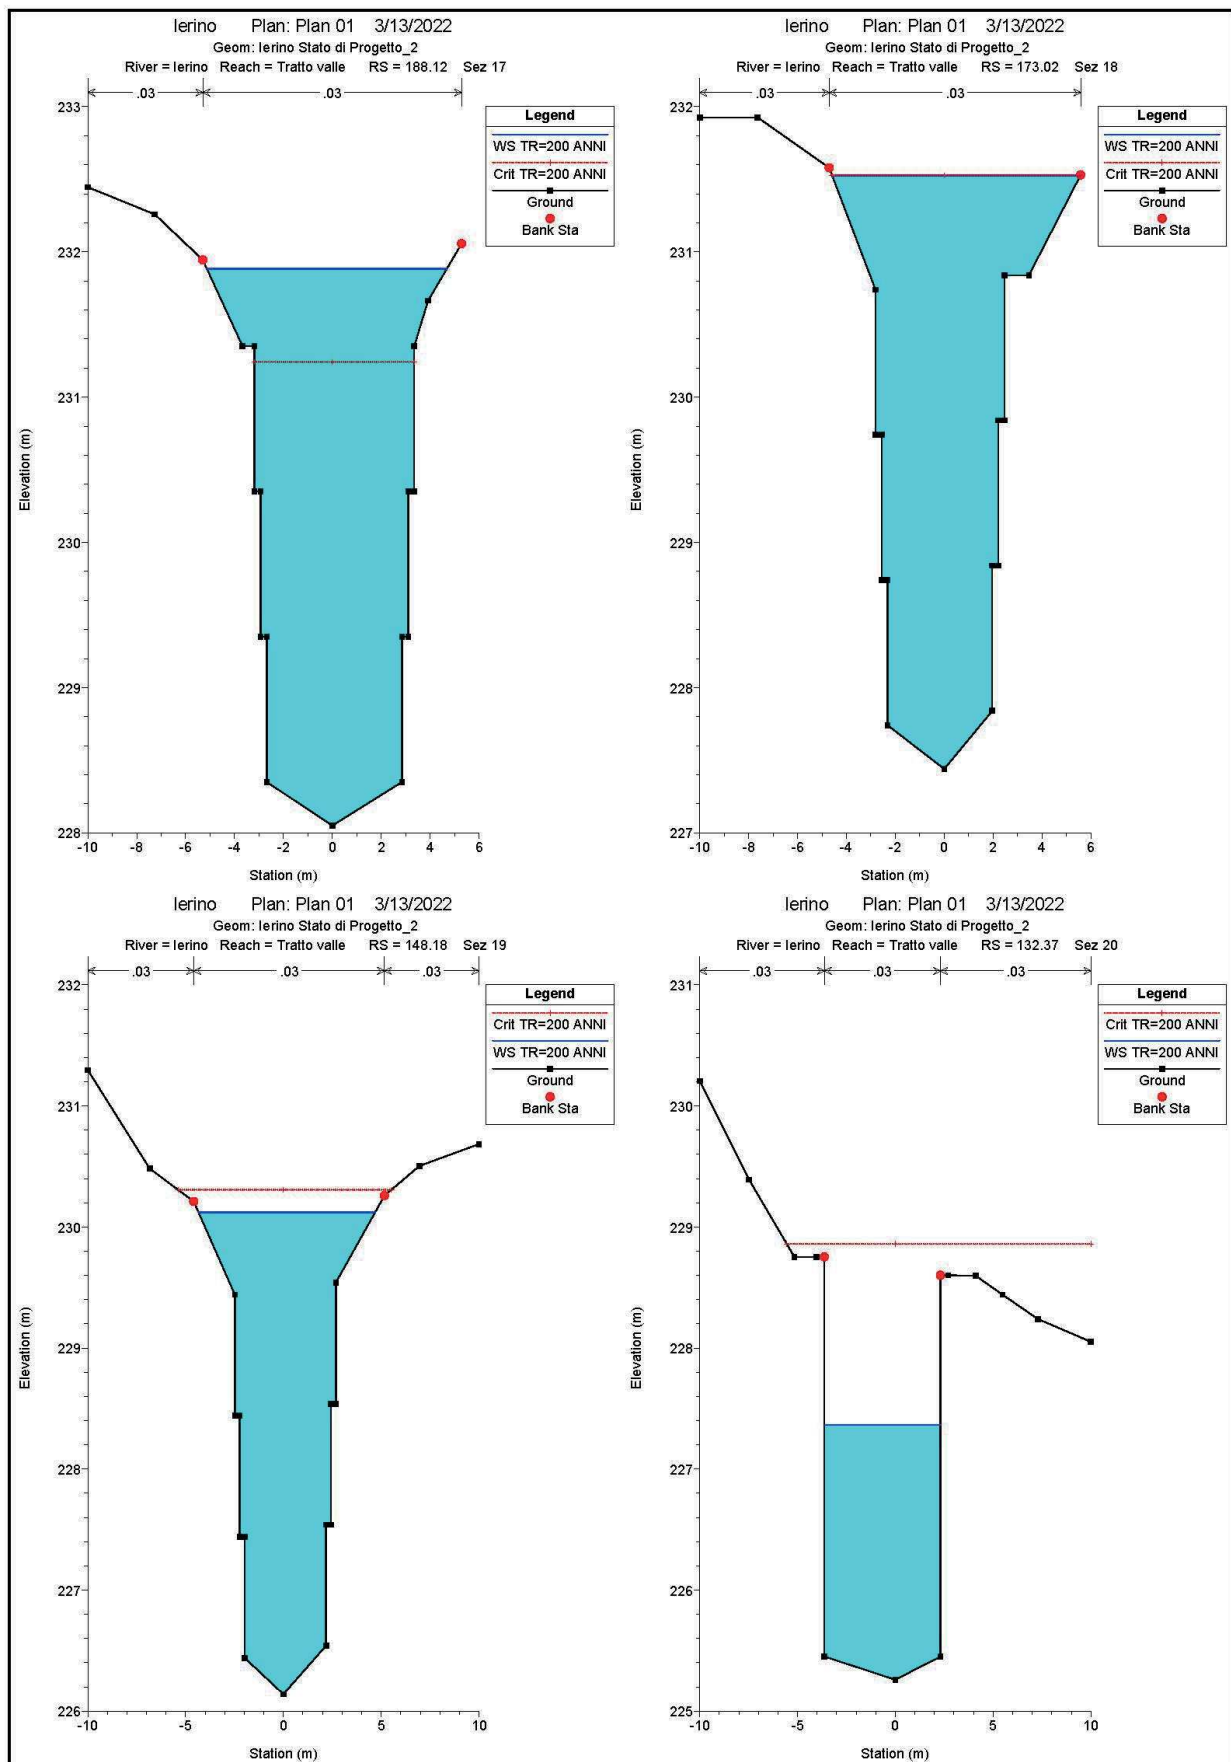 Ierino Plan: Plan 01 3/13/2022
Geom: Ierino Stato di Progetto_2
River = Ierino Reach = Tratto valle RS = 188.12 Sez 17
.03 .03
Legend
WS TR=200 ANNI
Crit TR=200 ANNI
Ground
Bank Sta
233
232
231
230
229
228
Elevation (m)
-10 -8 -6 -4 -2 0 2 4 6
Station (m)
Ierino Plan: Plan 01 3/13/2022
Geom: Ierino Stato di Progetto_2
River = Ierino Reach = Tratto valle RS = 173.02 Sez 18
.03 .03
Legend
WS TR=200 ANNI
Crit TR=200 ANNI
Ground
Bank Sta
232
231
230
229
228
227
Elevation (m)
-10 -8 -6 -4 -2 0 2 4 6
Station (m)
Ierino Plan: Plan 01 3/13/2022
Geom: Ierino Stato di Progetto_2
River = Ierino Reach = Tratto valle RS = 148.18 Sez 19
.03 .03 .03
Legend
Crit TR=200 ANNI
WS TR=200 ANNI
Ground
Bank Sta
232
231
230
229
228
227
226
Elevation (m)
-10 -5 0 5 10
Station (m)
Ierino Plan: Plan 01 3/13/2022
Geom: Ierino Stato di Progetto_2
River = Ierino Reach = Tratto valle RS = 132.37 Sez 20
.03 .03 .03
Legend
Crit TR=200 ANNI
WS TR=200 ANNI
Ground
Bank Sta
231
230
229
228
227
226
225
Elevation (m)
-10 -5 0 5 10
Station (m)